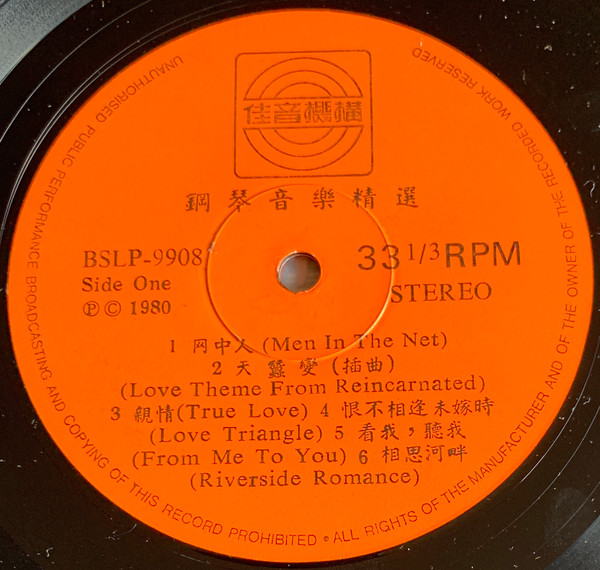 佳音機構
鋼琴音樂精選
BSLP-9908
33 1/3 RPM
Side One
STEREO
℗ © 1980
1 网中人 (Men In The Net)
2 天蠶變 (插曲)
(Love Theme From Reincarnated)
3 親情(True Love) 4 恨不相逢未嫁時
(Love Triangle) 5 看我，聽我
(From Me To You) 6 相思河畔
(Riverside Romance)
UNAUTHORISED PUBLIC PERFORMANCE BROADCASTING AND COPYING OF THIS RECORD PROHIBITED • ALL RIGHTS OF THE MANUFACTURER AND OF THE OWNER OF THE RECORDED WORK RESERVED